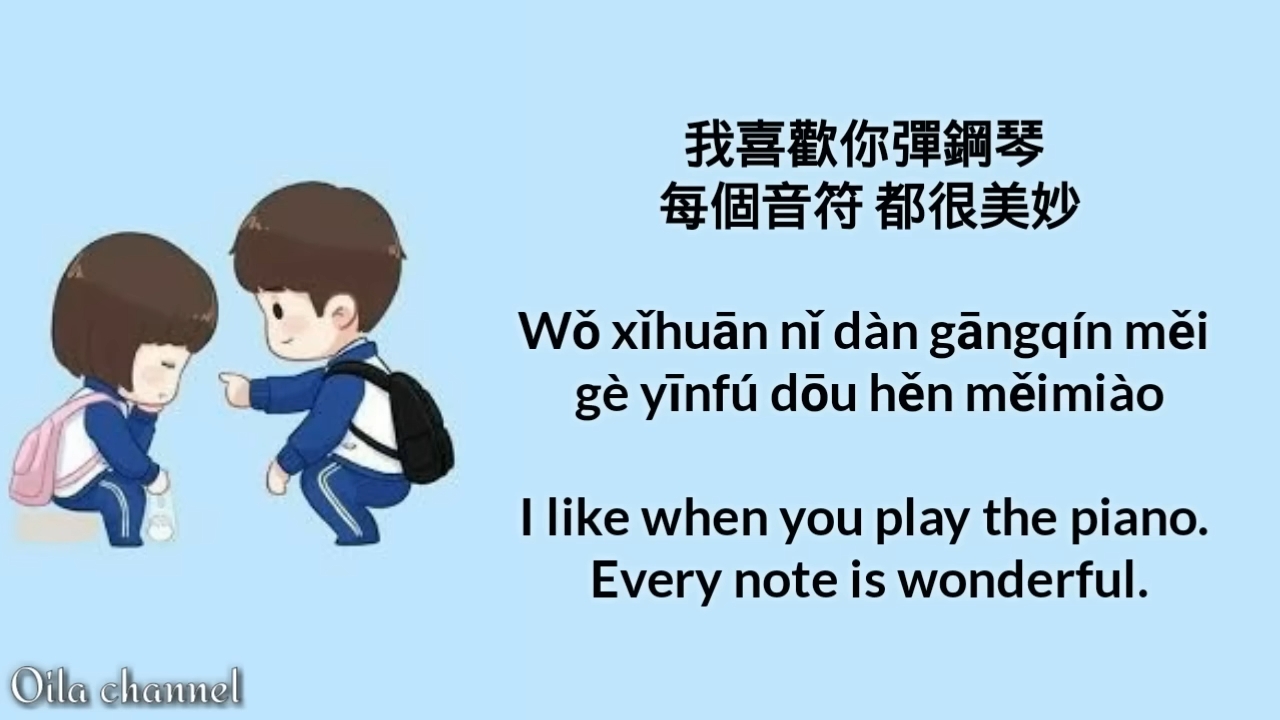 我喜歡你彈鋼琴
每個音符 都很美妙
Wǒ xǐhuān nǐ dàn gāngqín měi
gè yīnfú dōu hěn měimiào
I like when you play the piano.
Every note is wonderful.
Oila channel